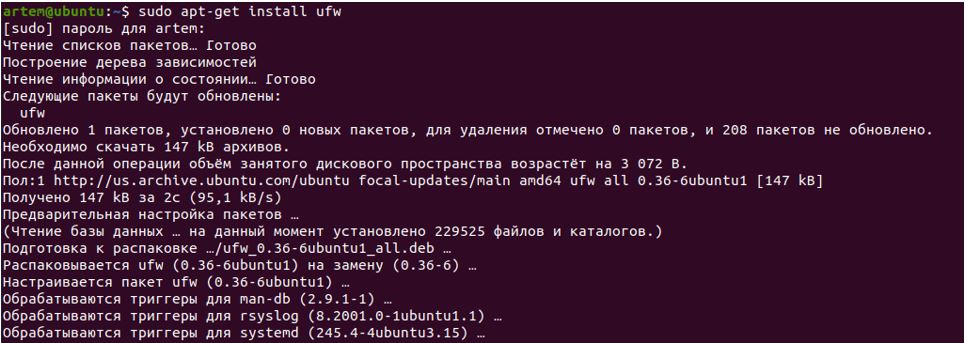 artem@ubuntu:~$ sudo apt-get install ufw
[sudo] пароль для artem:
Чтение списков пакетов… Готово
Построение дерева зависимостей
Чтение информации о состоянии… Готово
Следующие пакеты будут обновлены:
ufw
Обновлено 1 пакетов, установлено 0 новых пакетов, для удаления отмечено 0 пакетов, и 208 пакетов не обновлено.
Необходимо скачать 147 kB архивов.
После данной операции объём занятого дискового пространства возрастёт на 3 072 B.
Пол:1 http://us.archive.ubuntu.com/ubuntu focal-updates/main amd64 ufw all 0.36-6ubuntu1 [147 kB]
Получено 147 kB за 2с (95,1 kB/s)
Предварительная настройка пакетов …
(Чтение базы данных … на данный момент установлено 229525 файлов и каталогов.)
Подготовка к распаковке …/ufw_0.36-6ubuntu1_all.deb …
Распаковывается ufw (0.36-6ubuntu1) на замену (0.36-6) …
Настраивается пакет ufw (0.36-6ubuntu1) …
Обрабатываются триггеры для man-db (2.9.1-1) …
Обрабатываются триггеры для rsyslog (8.2001.0-1ubuntu1.1) …
Обрабатываются триггеры для systemd (245.4-4ubuntu3.15) …